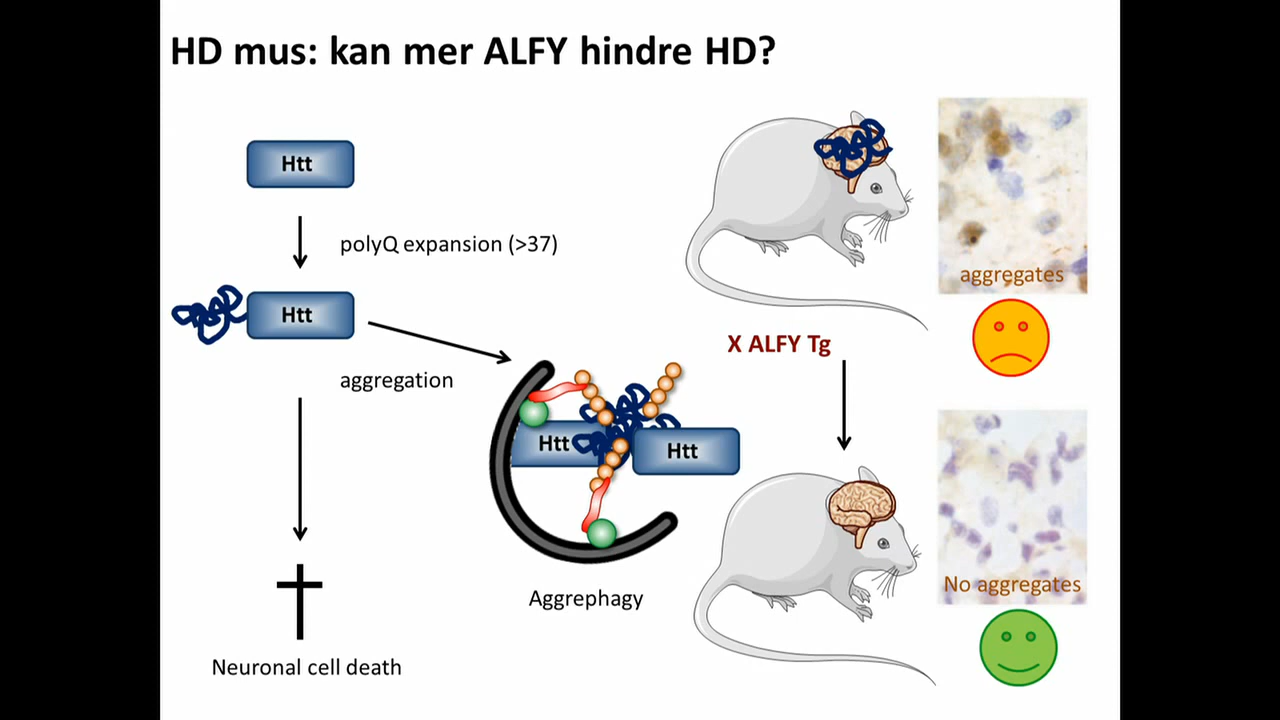 HD mus: kan mer ALFY hindre HD?
Htt
polyQ expansion (>37)
Htt
aggregation
Neuronal cell death
Htt
Htt
Aggrephagy
aggregates
X ALFY Tg
No aggregates